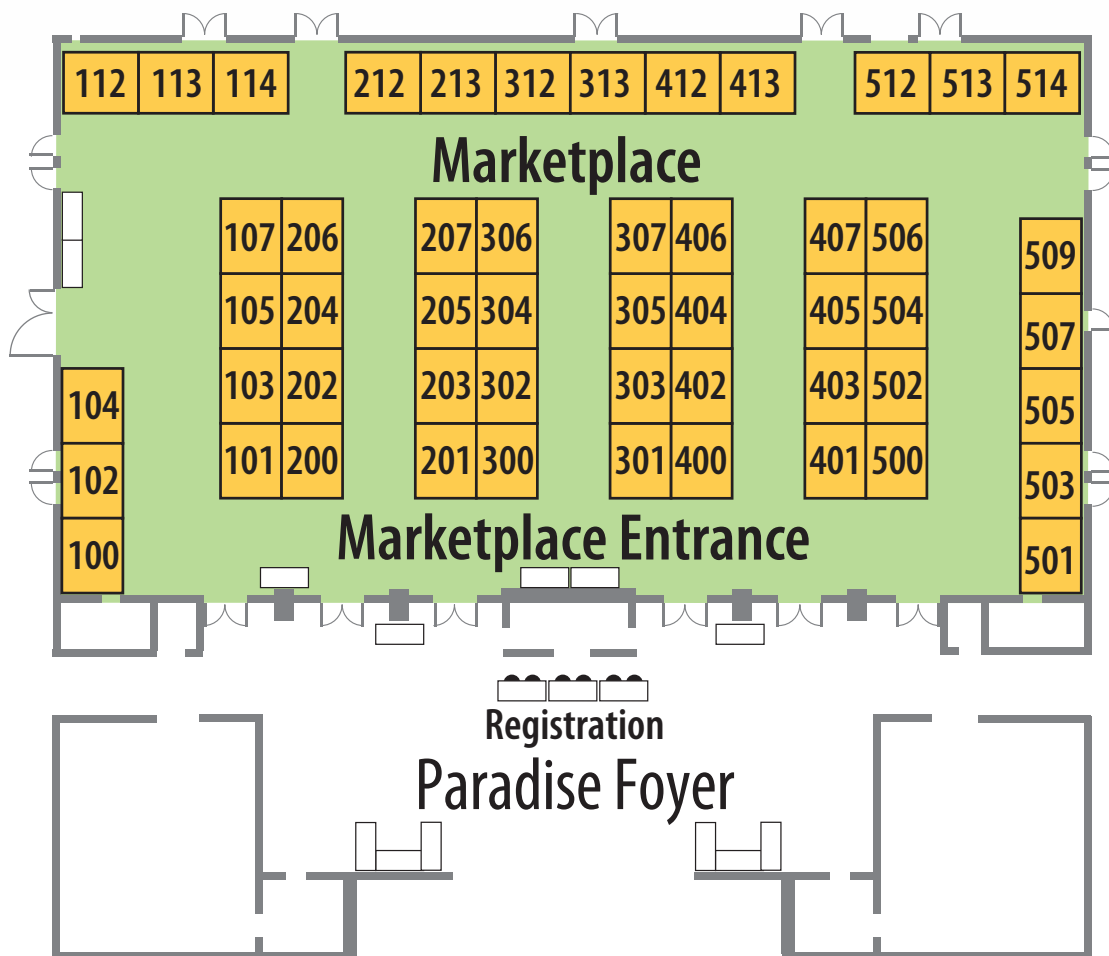 112 113 114 212 213 312 313 412 413 512 513 514
Marketplace
107 206 207 306 307 406 407 506 509
105 204 205 304 305 404 405 504 507
103 202 203 302 303 402 403 502 505
104
101 200 201 300 301 400 401 500 503
102
Marketplace Entrance
100 501
Registration
Paradise Foyer